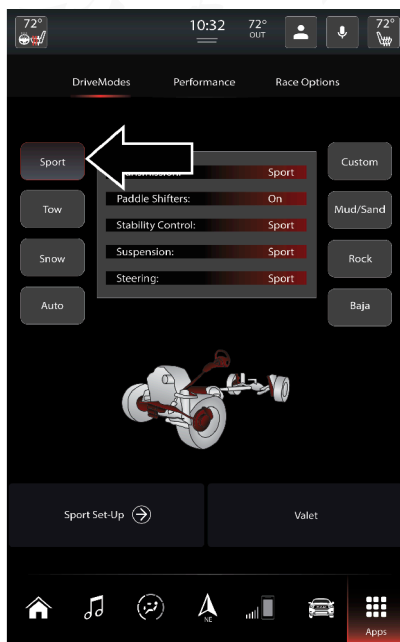 72°
10:32
72°
OUT
72°
DriveModes
Performance
Race Options
Sport
Sport
Custom
Tow
Paddle Shifters:
On
Mud/Sand
Stability Control:
Sport
Snow
Suspension:
Sport
Rock
Steering:
Sport
Auto
Baja
Sport Set-Up
Valet
NE
Apps